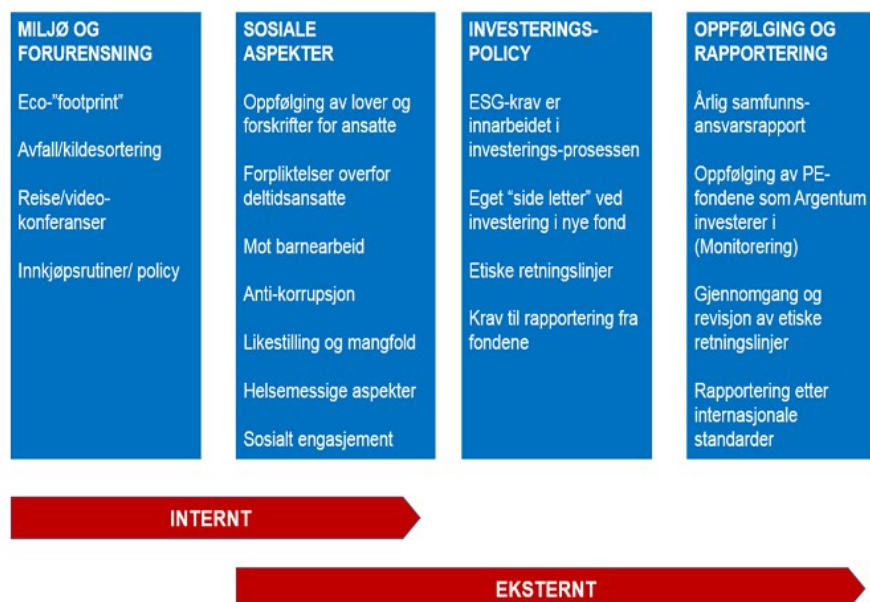 MILJØ OG
FORURENSNING
Eco-"footprint"
Avfall/kildesortering
Reise/video-
konferanser
Innkjøpsrutiner/ policy
SOSIALE
ASPEKTER
Oppfølging av lover og
forskrifter for ansatte
Forpliktelser overfor
deltidsansatte
Mot barnearbeid
Anti-korrupsjon
Likestilling og mangfold
Helsemessige aspekter
Sosialt engasjement
INVESTERINGS-
POLICY
ESG-krav er
innarbeidet i
investerings-prosessen
Eget “side letter” ved
investering i nye fond
Etiske retningslinjer
Krav til rapportering fra
fondene
OPPFØLGING OG
RAPPORTERING
Årlig samfunns-
ansvarsrapport
Oppfølging av PE-
fondene som Argentum
investerer i
(Monitorering)
Gjennomgang og
revisjon av etiske
retningslinjer
Rapportering etter
internasjonale
standarder
INTERNT
EKSTERNT